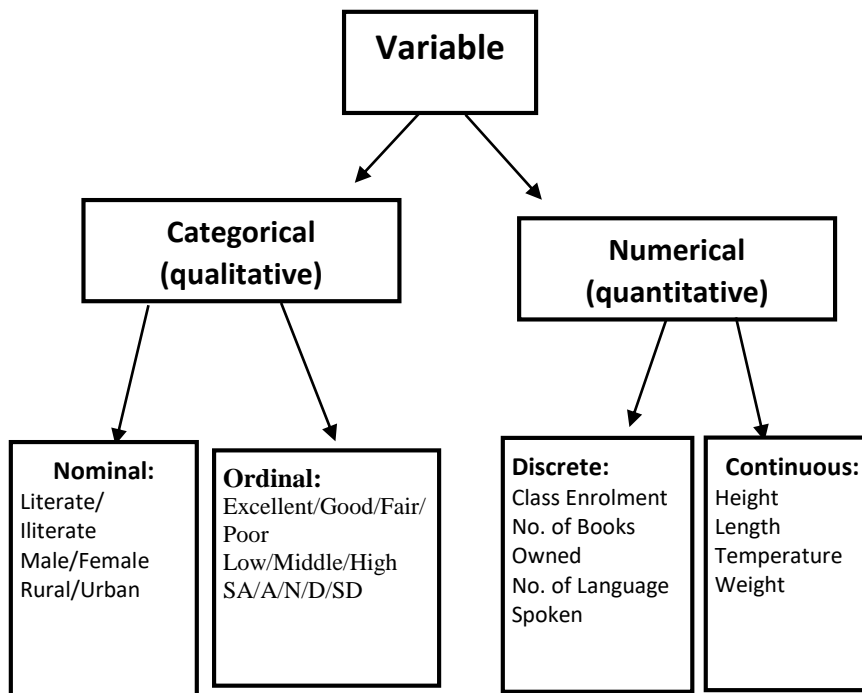 Variable
Categorical
(qualitative)
Numerical
(quantitative)
Nominal:
Literate/
Iliterate
Male/Female
Rural/Urban
Ordinal:
Excellent/Good/Fair/
Poor
Low/Middle/High
SA/A/N/D/SD
Discrete:
Class Enrolment
No. of Books
Owned
No. of Language
Spoken
Continuous:
Height
Length
Temperature
Weight